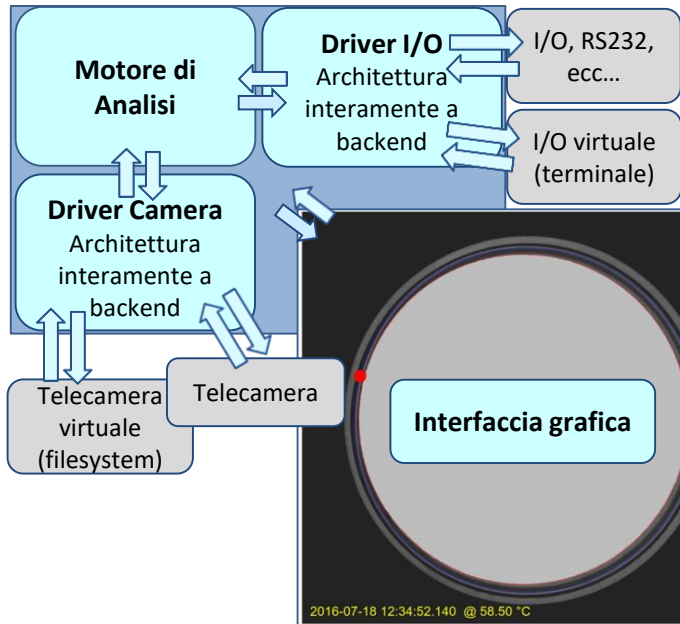 Motore di
Analisi
Driver I/O
Architettura
interamente a
backend
I/O, RS232,
ecc...
I/O virtuale
(terminale)
Driver Camera
Architettura
interamente a
backend
Telecamera
virtuale
(filesystem)
Telecamera
Interfaccia grafica
2016-07-18 12:34:52.140 @ 58.50 °C